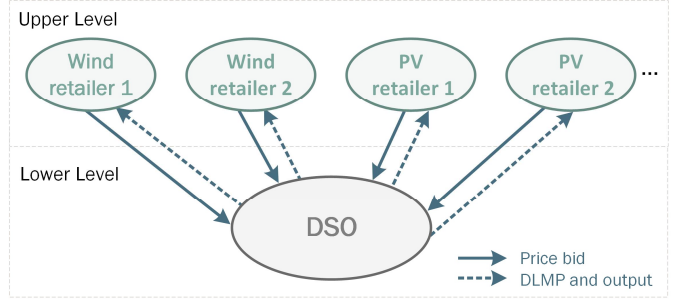 Upper Level
Wind
retailer 1
Wind
retailer 2
PV
retailer 1
PV
retailer 2
...
Lower Level
DSO
Price bid
DLMP and output